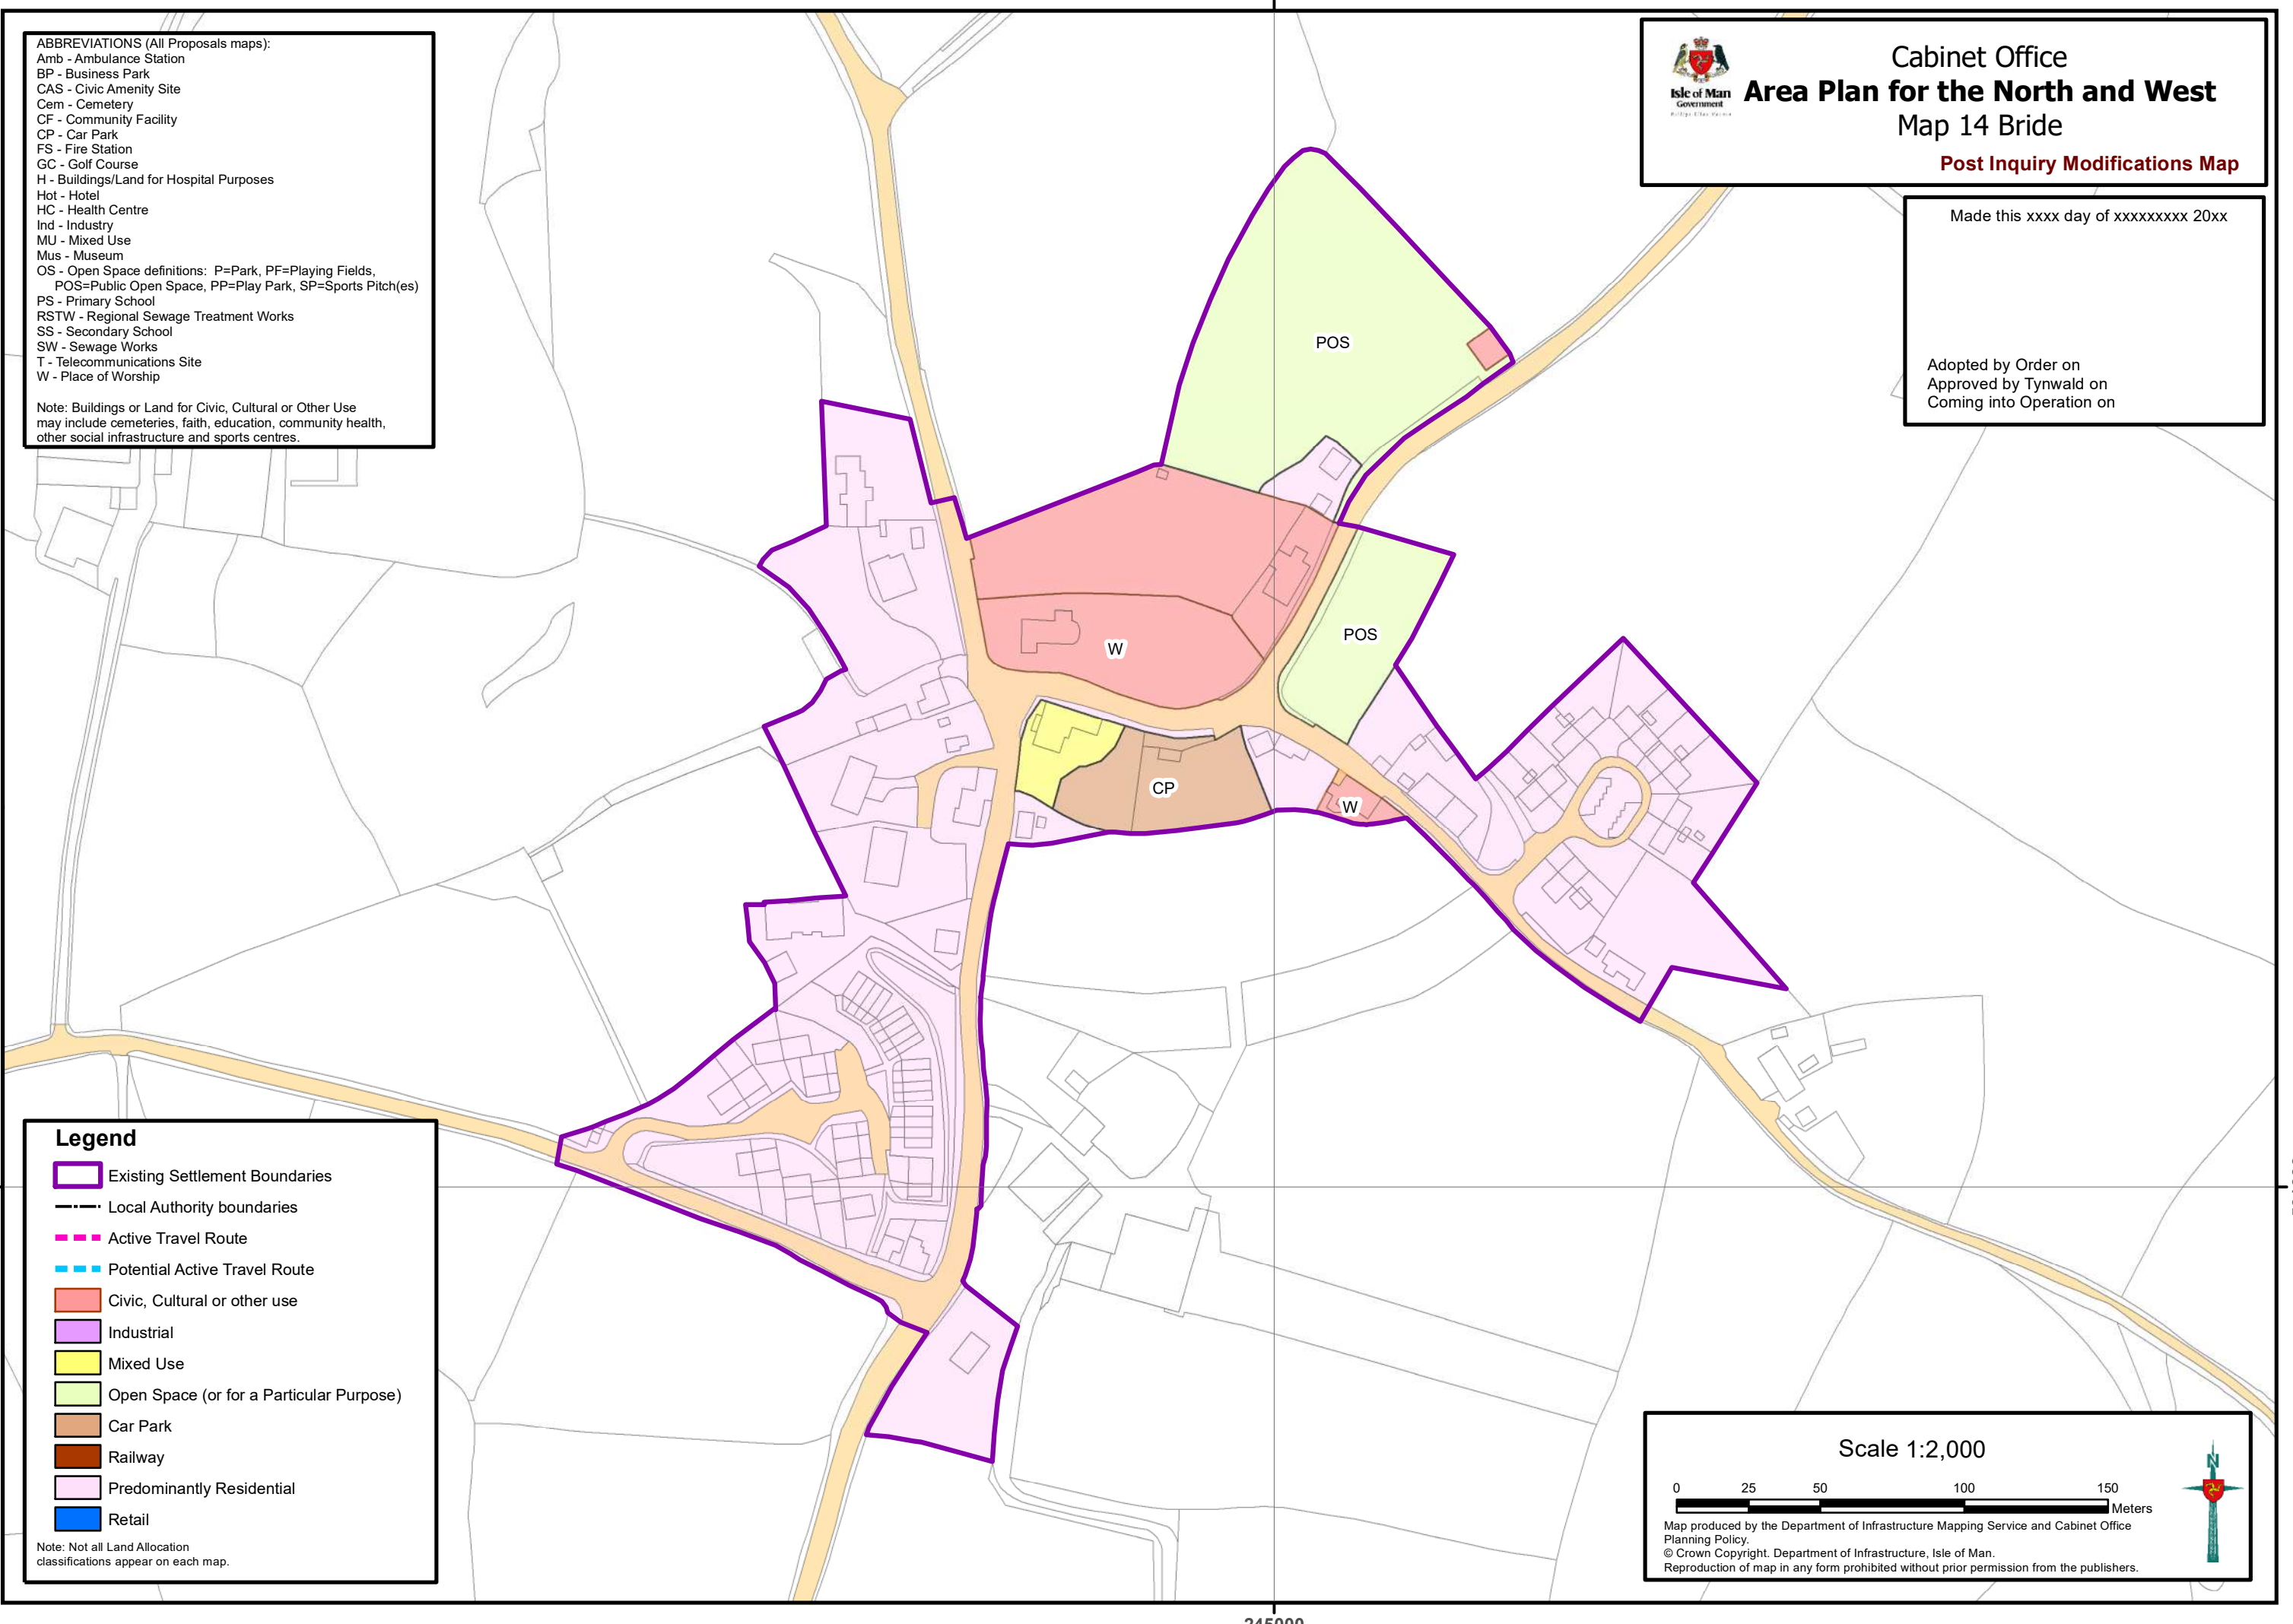 ABBREVIATIONS (All Proposals maps):
Amb - Ambulance Station
BP - Business Park
CAS - Civic Amenity Site
Cem - Cemetery
CF - Community Facility
CP - Car Park
FS - Fire Station
GC - Golf Course
H - Buildings/Land for Hospital Purposes
Hot - Hotel
HC - Health Centre
Ind - Industry
MU - Mixed Use
Mus - Museum
OS - Open Space definitions: P=Park, PF=Playing Fields,
POS=Public Open Space, PP=Play Park, SP=Sports Pitch(es)
PS - Primary School
RSTW - Regional Sewage Treatment Works
SS - Secondary School
SW - Sewage Works
T - Telecommunications Site
W - Place of Worship
Note: Buildings or Land for Civic, Cultural or Other Use
may include cemeteries, faith, education, community health,
other social infrastructure and sports centres.
Isle of Man
Government
Cabinet Office
Area Plan for the North and West
Map 14 Bride
Post Inquiry Modifications Map
Made this xxxx day of xxxxxxxxx 20xx
Adopted by Order on
Approved by Tynwald on
Coming into Operation on
POS
POS
W
CP
W
Legend
Existing Settlement Boundaries
Local Authority boundaries
Active Travel Route
Potential Active Travel Route
Civic, Cultural or other use
Industrial
Mixed Use
Open Space (or for a Particular Purpose)
Car Park
Railway
Predominantly Residential
Retail
Note: Not all Land Allocation
classifications appear on each map.
Scale 1:2,000
0 25 50 100 150
Meters
N
Map produced by the Department of Infrastructure Mapping Service and Cabinet Office
Planning Policy.
© Crown Copyright. Department of Infrastructure, Isle of Man.
Reproduction of map in any form prohibited without prior permission from the publishers.
245000